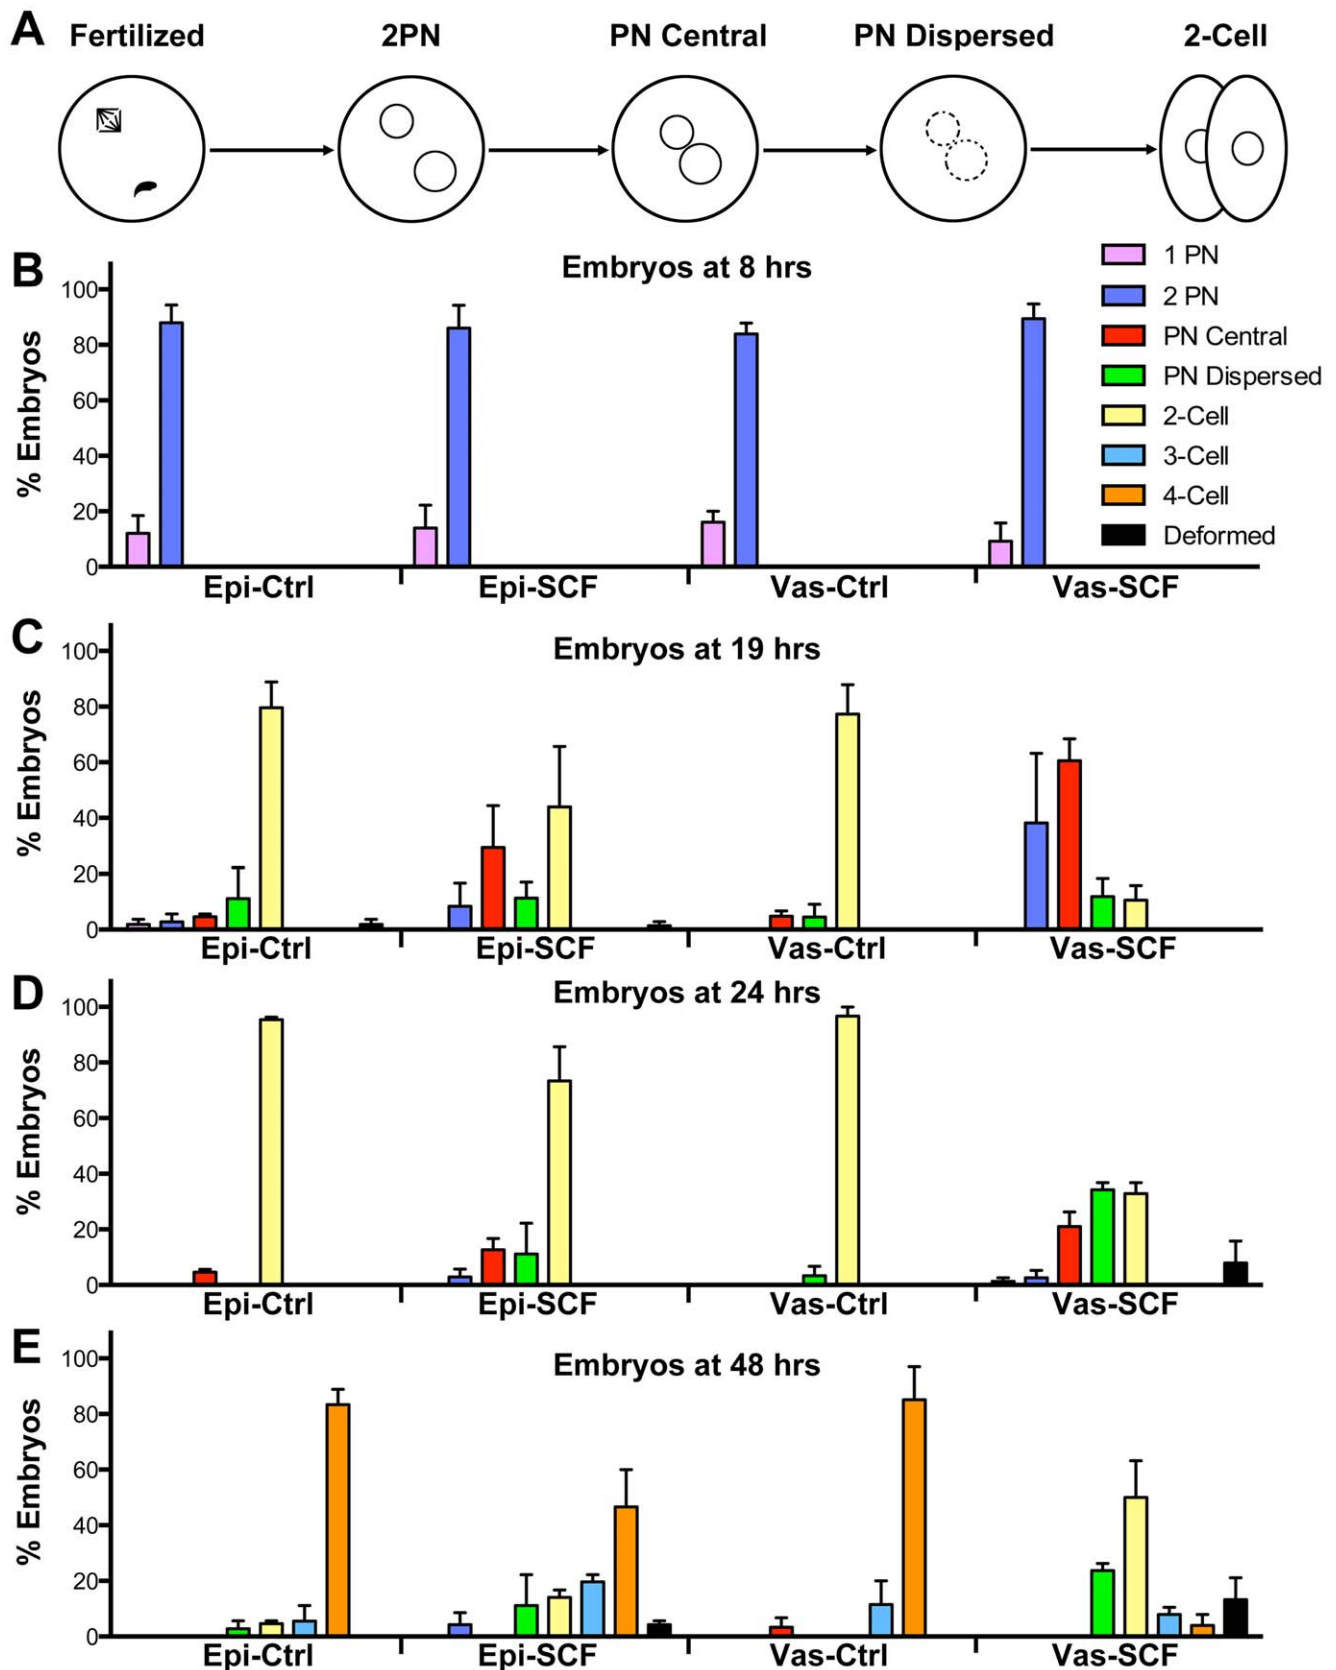 A
Fertilized 2PN PN Central PN Dispersed 2-Cell
B
Embryos at 8 hrs
% Embryos
100
80
60
40
20
0
Epi-Ctrl Epi-SCF Vas-Ctrl Vas-SCF
1 PN
2 PN
PN Central
PN Dispersed
2-Cell
3-Cell
4-Cell
Deformed
C
Embryos at 19 hrs
% Embryos
100
80
60
40
20
0
Epi-Ctrl Epi-SCF Vas-Ctrl Vas-SCF
D
Embryos at 24 hrs
% Embryos
100
80
60
40
20
0
Epi-Ctrl Epi-SCF Vas-Ctrl Vas-SCF
E
Embryos at 48 hrs
% Embryos
100
80
60
40
20
0
Epi-Ctrl Epi-SCF Vas-Ctrl Vas-SCF